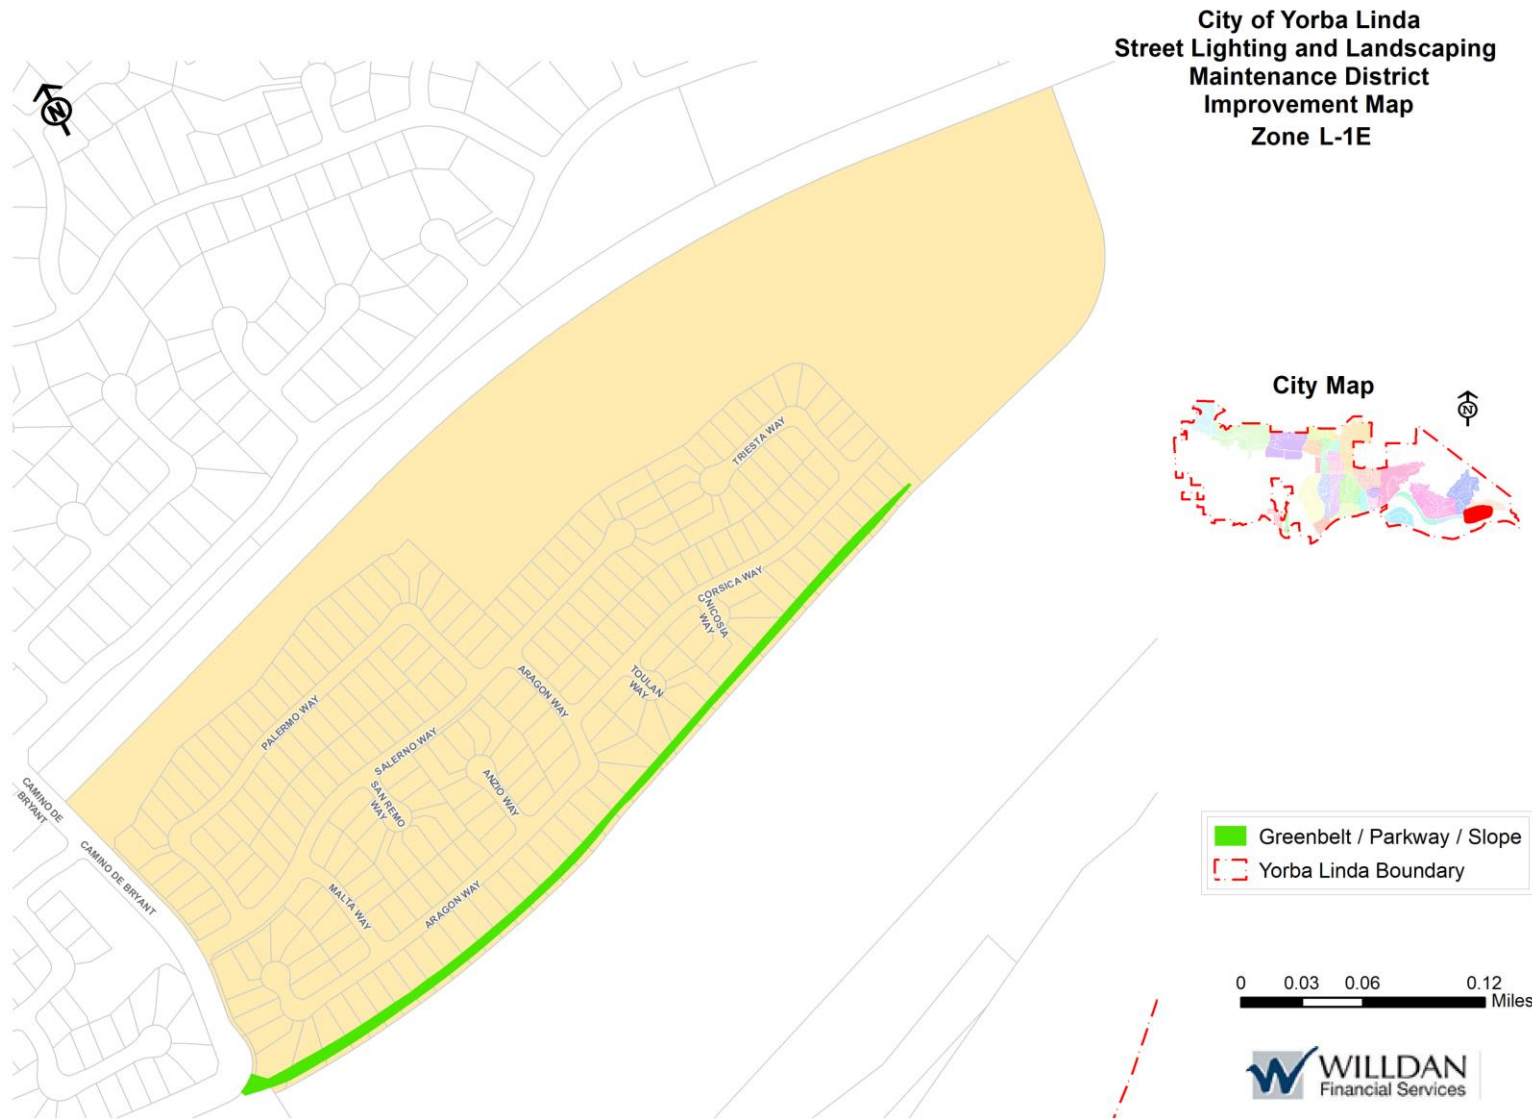 City of Yorba Linda
Street Lighting and Landscaping
Maintenance District
Improvement Map
Zone L-1E
N
City Map
N
TRIESTA WAY
CORSICA WAY
NICOSIA
WAY
TOULAN
WAY
ARAGON WAY
PALERMO WAY
SALERNO WAY
SAN REMO
WAY
ANZIO WAY
CAMINO DE
BRYANT
CAMINO DE BRYANT
MALTA WAY
ARAGON WAY
Greenbelt / Parkway / Slope
Yorba Linda Boundary
0 0.03 0.06 0.12
Miles
WILLDAN
Financial Services